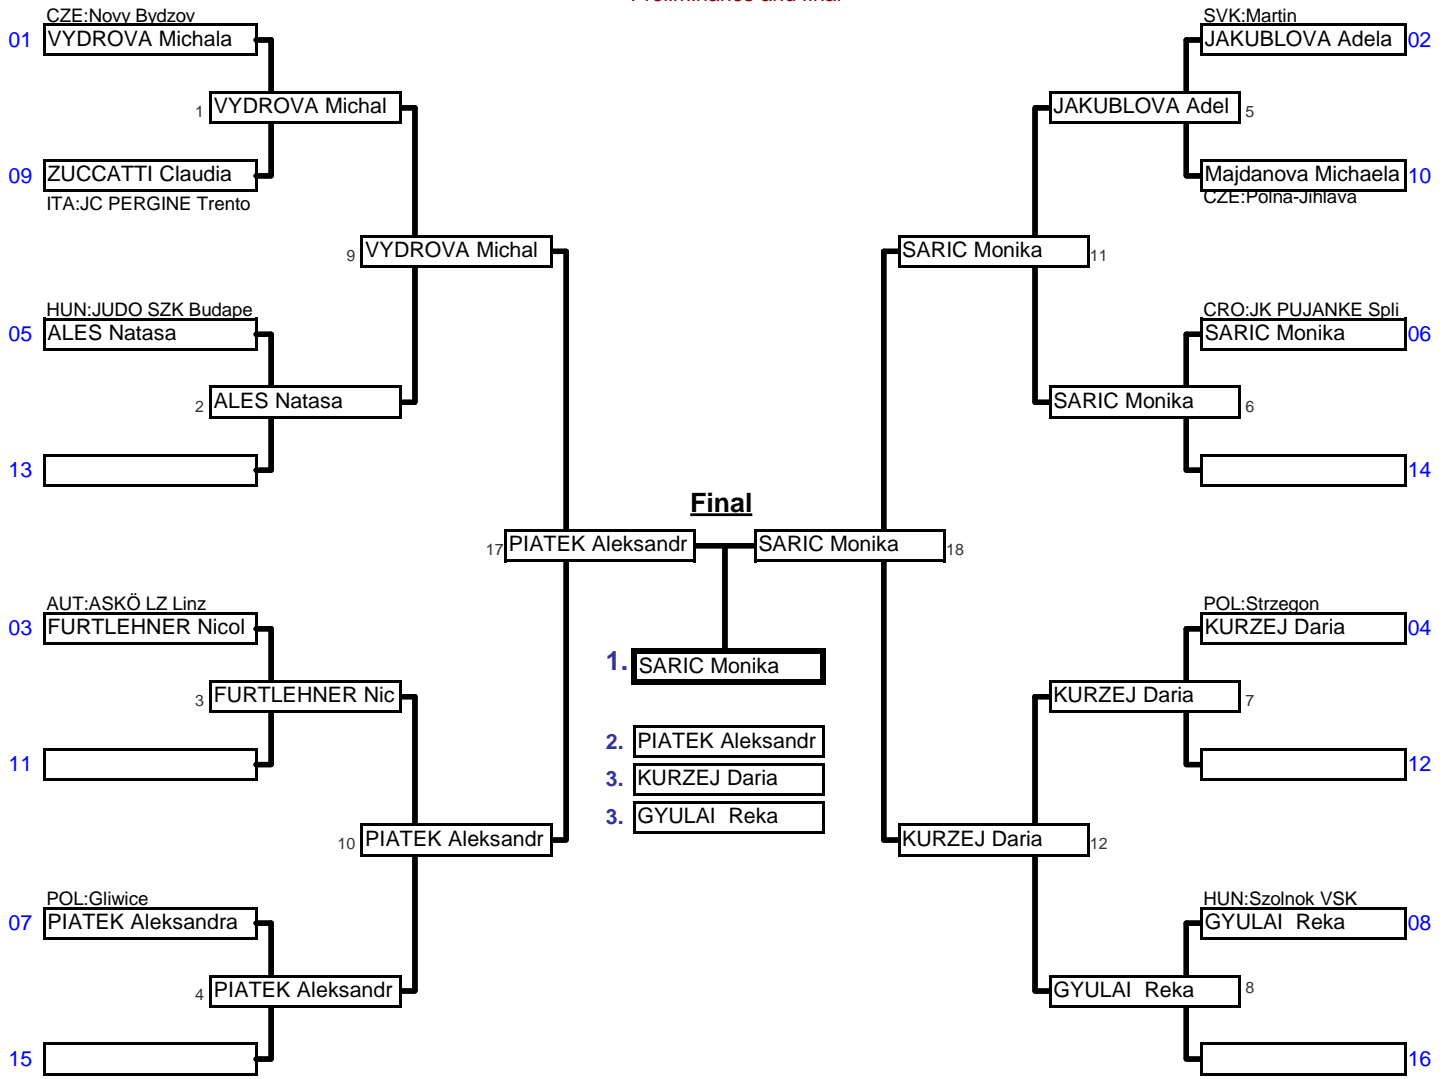 Preliminaries and final
CZE:Novy Bydzov
01 VYDROVA Michala
1 VYDROVA Michal
09 ZUCCATTI Claudia
ITA:JC PERGINE Trento
9 VYDROVA Michal
HUN:JUDO SZK Budape
05 ALES Natasa
2 ALES Natasa
13
17 PIATEK Aleksandr
AUT:ASKÖ LZ Linz
03 FURTLEHNER Nicol
3 FURTLEHNER Nic
11
10 PIATEK Aleksandr
POL:Gliwice
07 PIATEK Aleksandra
4 PIATEK Aleksandr
15
Final
1. SARIC Monika
2. PIATEK Aleksandr
3. KURZEJ Daria
3. GYULAI  Reka
SVK:Martin
JAKUBLOVA Adela 02
JAKUBLOVA Adel 5
Majdanova Michaela 10
CZE:Polna-Jihlava
SARIC Monika 11
CRO:JK PUJANKE Spli
SARIC Monika 06
SARIC Monika 6
14
SARIC Monika 18
POL:Strzegon
KURZEJ Daria 04
KURZEJ Daria 7
12
KURZEJ Daria 12
HUN:Szolnok VSK
GYULAI  Reka 08
GYULAI  Reka 8
16